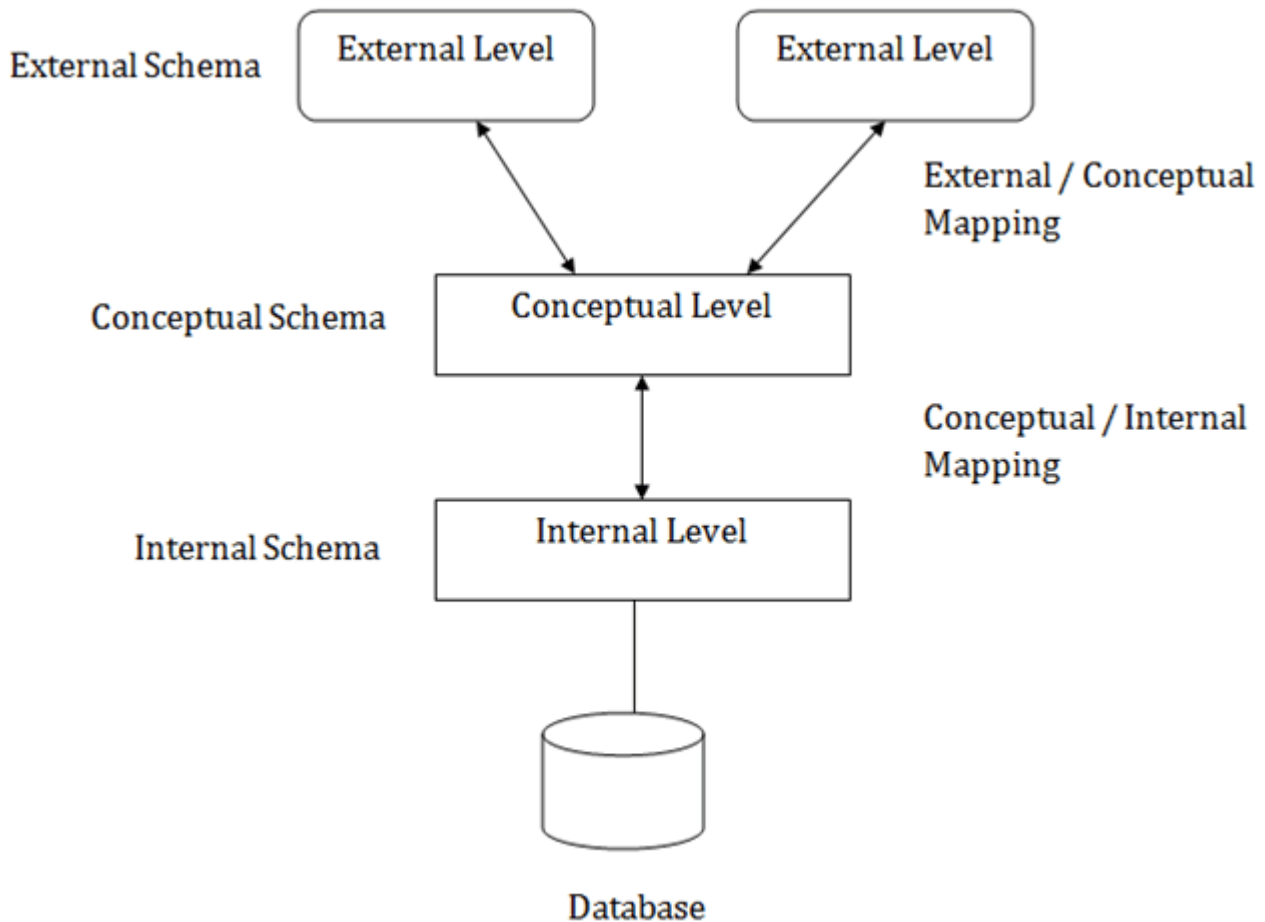 External Level
External Level
External Schema
External / Conceptual
Mapping
Conceptual Level
Conceptual Schema
Conceptual / Internal
Mapping
Internal Level
Internal Schema
Database